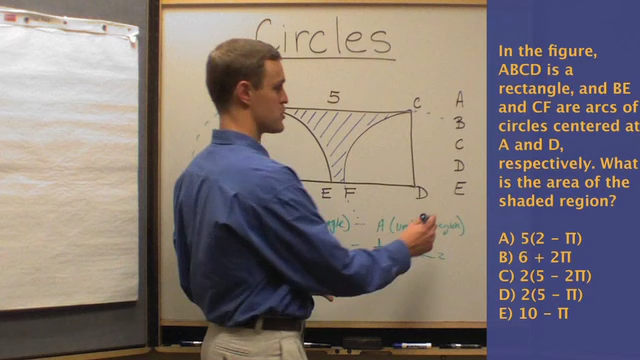 Circles
5
C
A
B
C
D
E
E
F
D
= A (
region)
=
2
In the figure,
ABCD is a
rectangle, and BE
and CF are arcs of
circles centered at
A and D,
respectively. What
is the area of the
shaded region?
A) 5(2 - Π)
B) 6 + 2Π
C) 2(5 - 2Π)
D) 2(5 - Π)
E) 10 - Π